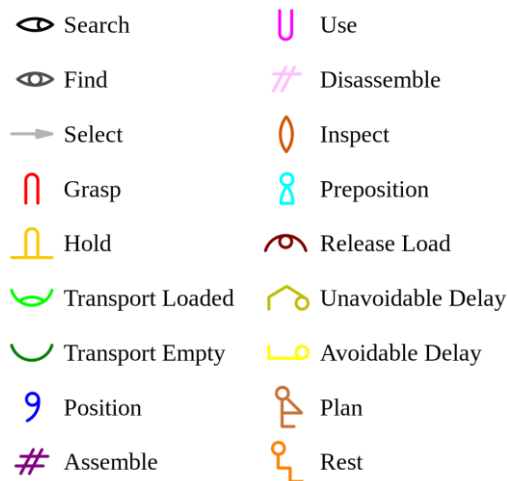 Search
Find
Select
Grasp
Hold
Transport Loaded
Transport Empty
Position
Assemble
Use
Disassemble
Inspect
Preposition
Release Load
Unavoidable Delay
Avoidable Delay
Plan
Rest